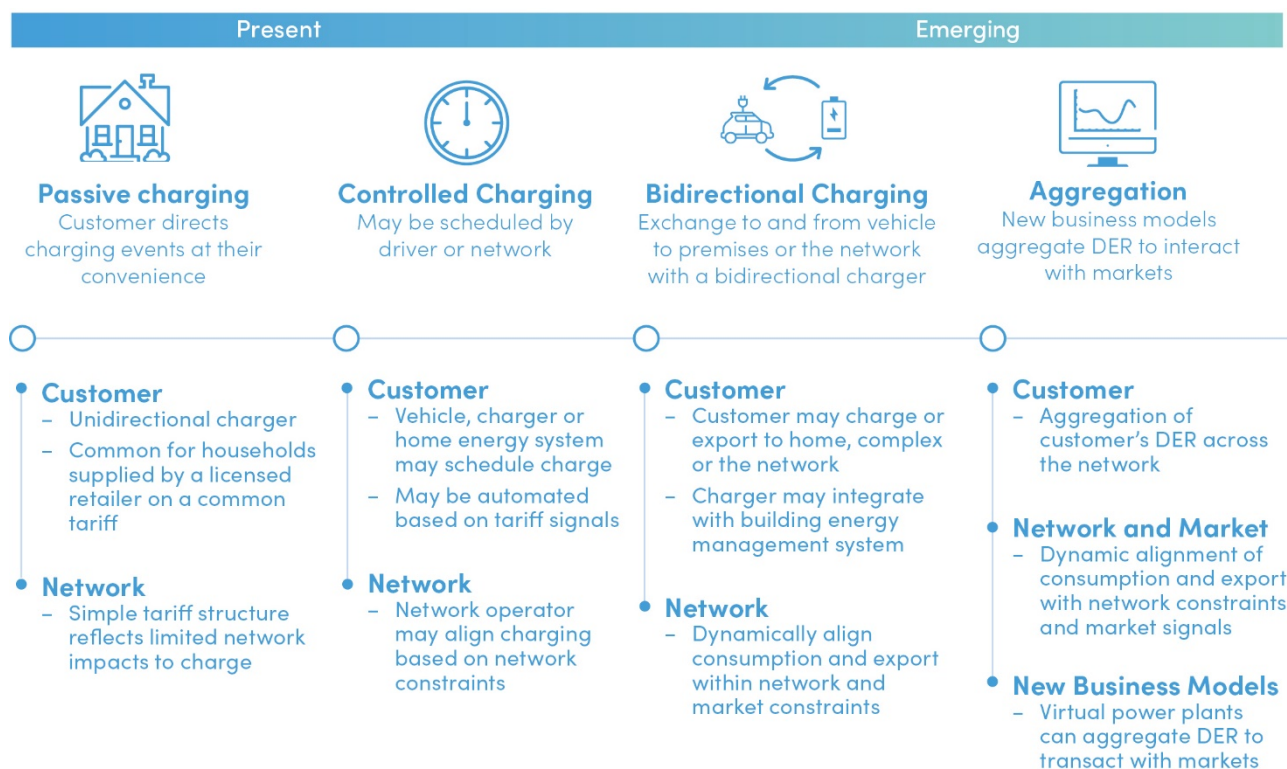 Present
Emerging
Passive charging
Customer directs
charging events at their
convenience
Controlled Charging
May be scheduled by
driver or network
Bidirectional Charging
Exchange to and from vehicle
to premises or the network
with a bidirectional charger
Aggregation
New business models
aggregate DER to interact
with markets
Customer
– Unidirectional charger
– Common for households
supplied by a licensed
retailer on a common
tariff
Network
– Simple tariff structure
reflects limited network
impacts to charge
Customer
– Vehicle, charger or
home energy system
may schedule charge
– May be automated
based on tariff signals
Network
– Network operator
may align charging
based on network
constraints
Customer
– Customer may charge or
export to home, complex
or the network
– Charger may integrate
with building energy
management system
Network
– Dynamically align
consumption and export
within network and
market constraints
Customer
– Aggregation of
customer’s DER across
the network
Network and Market
– Dynamic alignment of
consumption and export
with network constraints
and market signals
New Business Models
– Virtual power plants
can aggregate DER to
transact with markets